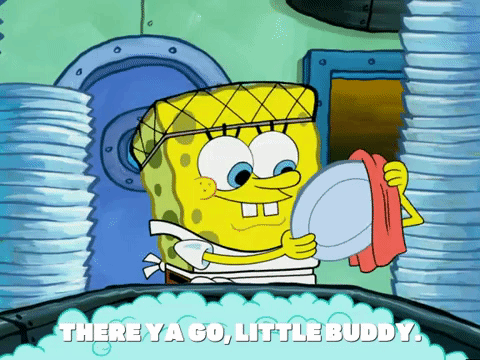 THERE YA GO, LITTLE BUDDY.